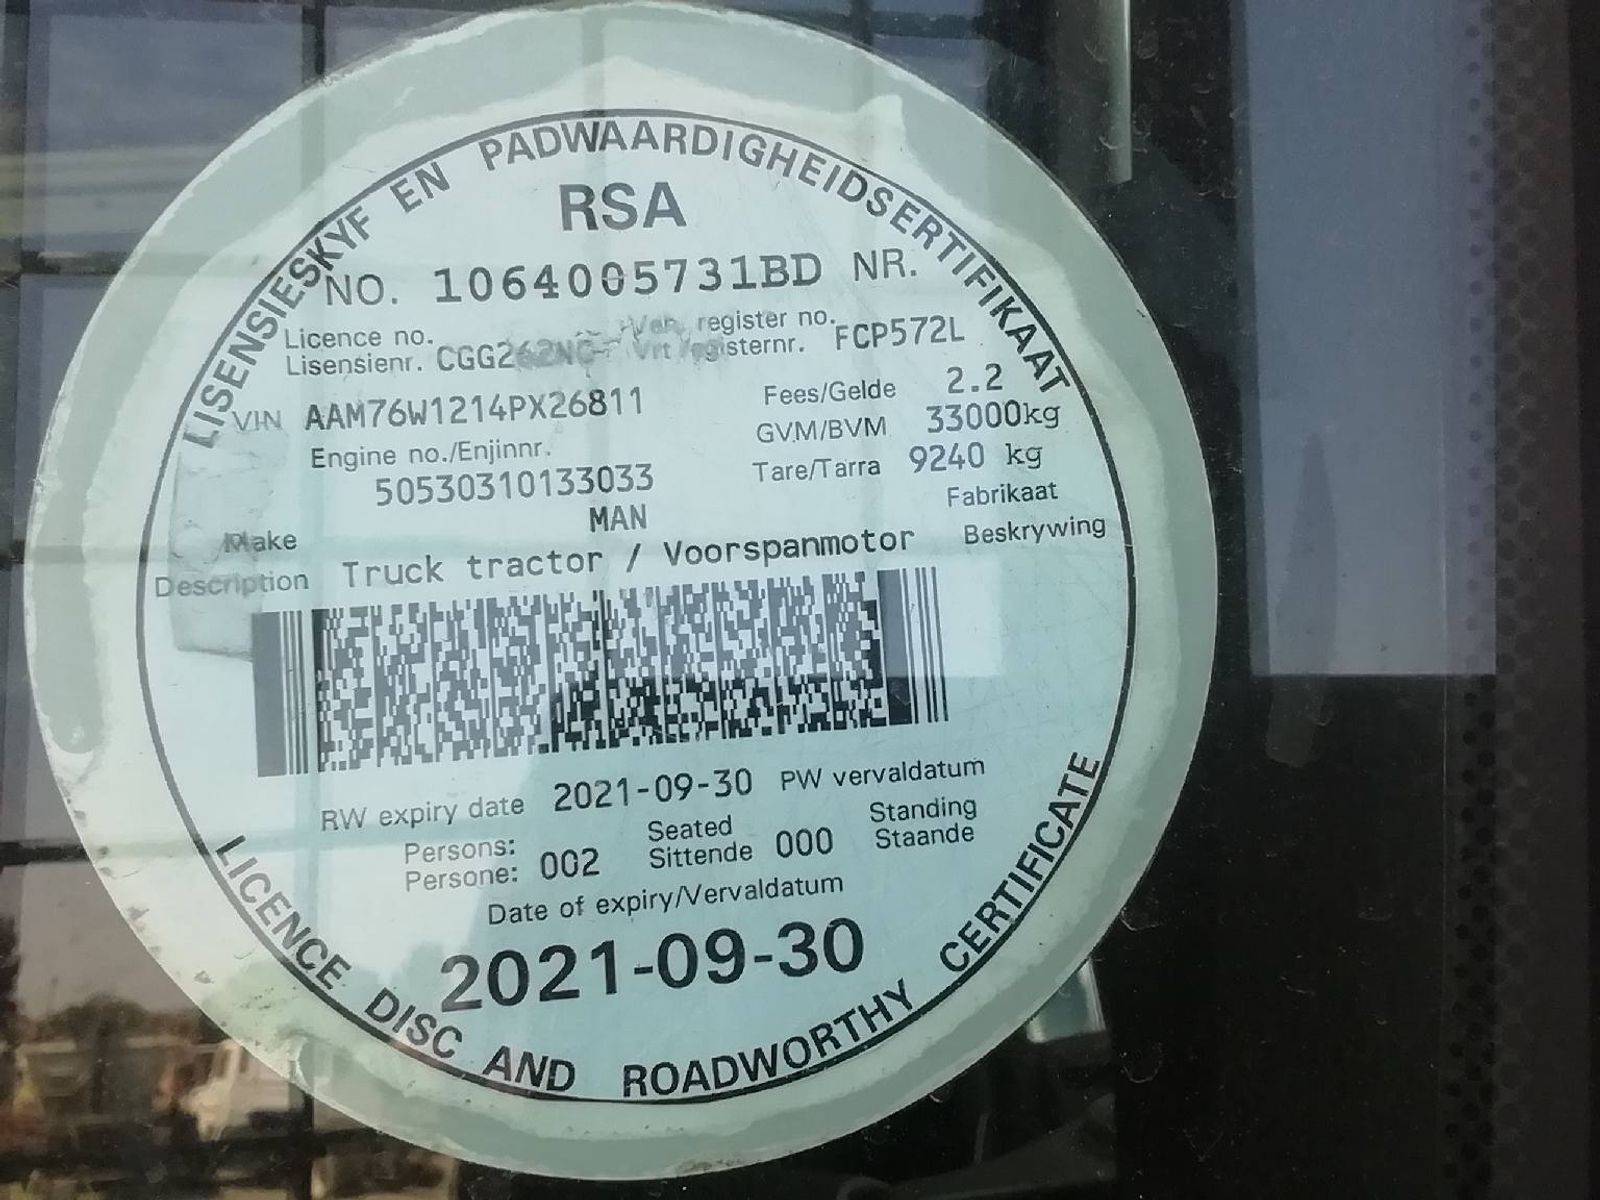 LISENSIESKYF EN PADWAARDIGHEIDSERTIFIKAAT
RSA
NO. 1064005731BD NR.
Licence no. Veh. register no.
Lisensienr. CGG262NC Vrt registernr. FCP572L
VIN AAM76W1214PX26811 Fees/Gelde 2.2
Engine no./Enjinnr. GVM/BVM 33000kg
50530310133033 Tare/Tarra 9240 kg
Make MAN Fabrikaat
Description Truck tractor / Voorspanmotor Beskrywing
RW expiry date 2021-09-30 PW vervaldatum
Persons: Seated Standing
Persone: 002 Sittende 000 Staande
Date of expiry/Vervaldatum
2021-09-30
LICENCE DISC AND ROADWORTHY CERTIFICATE